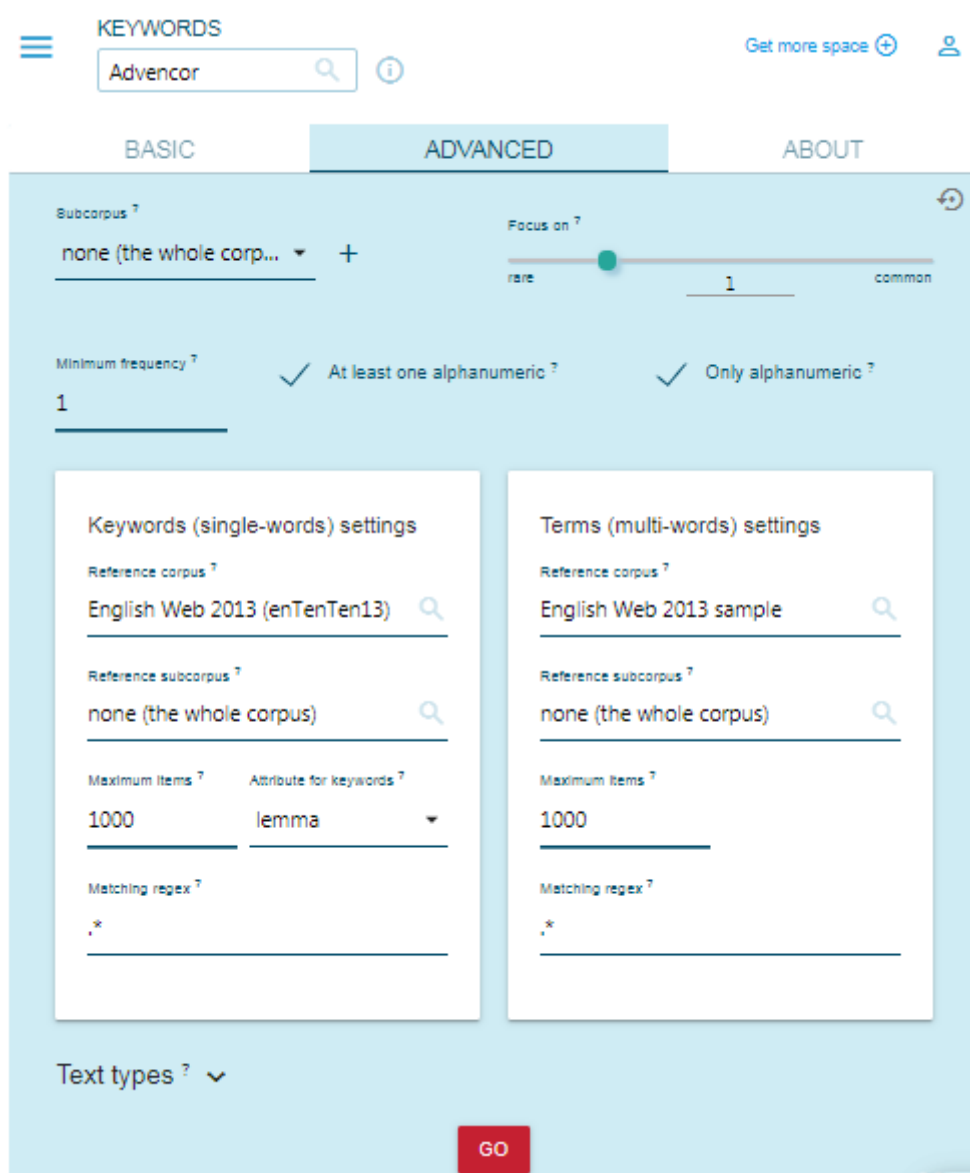 KEYWORDS
Advencor
Get more space
BASIC ADVANCED ABOUT
Subcorpus ?
none (the whole corp...
+
Focus on ?
rare 1 common
Minimum frequency ?
1
At least one alphanumeric ?
Only alphanumeric ?
Keywords (single-words) settings
Reference corpus ?
English Web 2013 (enTenTen13)
Reference subcorpus ?
none (the whole corpus)
Maximum items ? Attribute for keywords ?
1000 lemma
Matching regex ?
.*
Terms (multi-words) settings
Reference corpus ?
English Web 2013 sample
Reference subcorpus ?
none (the whole corpus)
Maximum items ?
1000
Matching regex ?
.*
Text types ?
GO